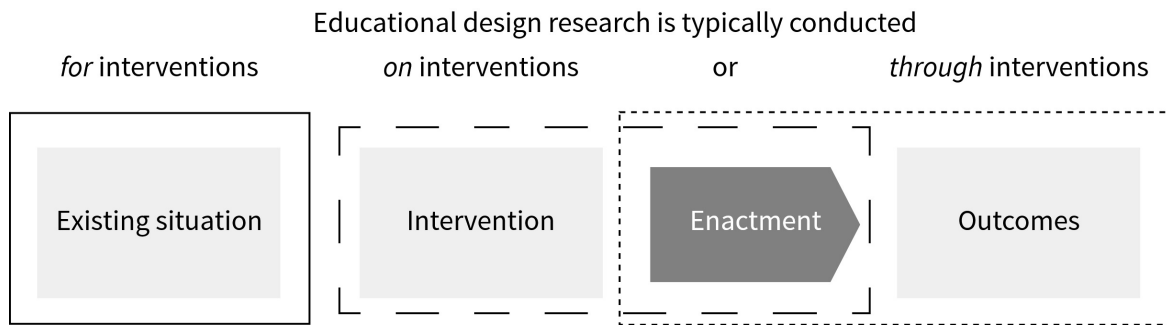 Educational design research is typically conducted
for interventions on interventions or through interventions
Existing situation Intervention Enactment Outcomes